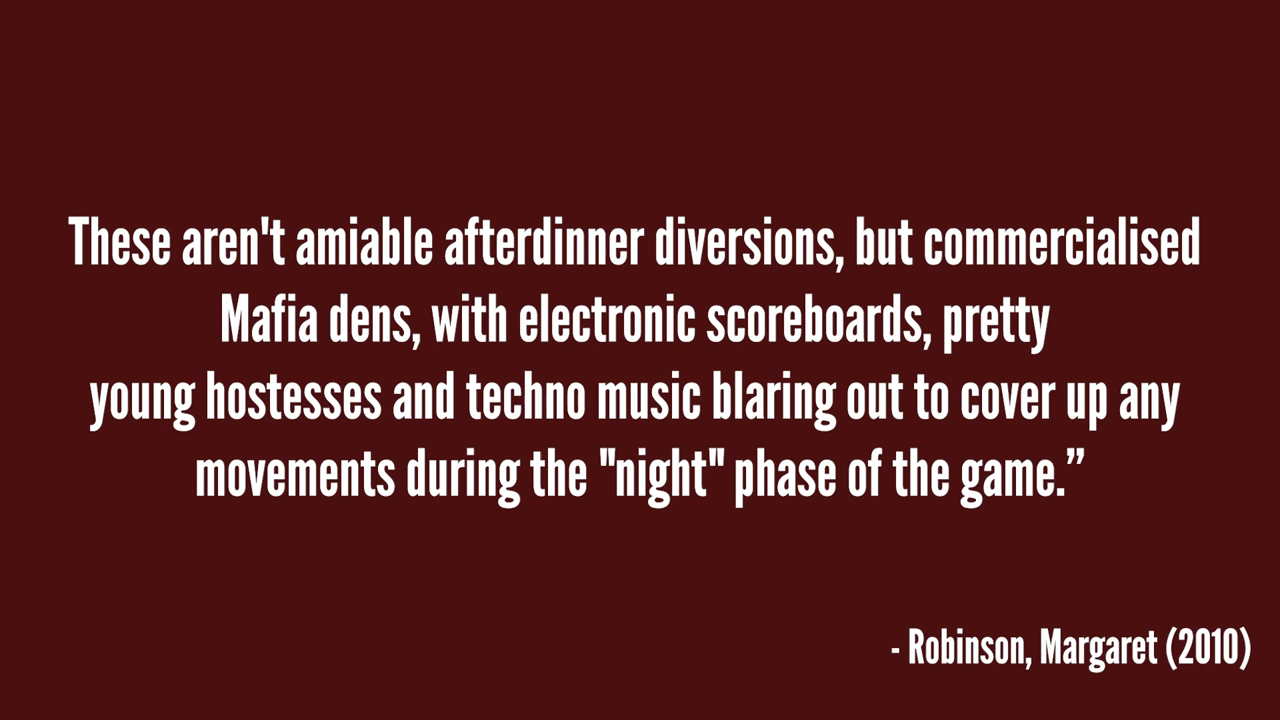 These aren't amiable afterdinner diversions, but commercialised
Mafia dens, with electronic scoreboards, pretty
young hostesses and techno music blaring out to cover up any
movements during the "night" phase of the game.”
- Robinson, Margaret (2010)